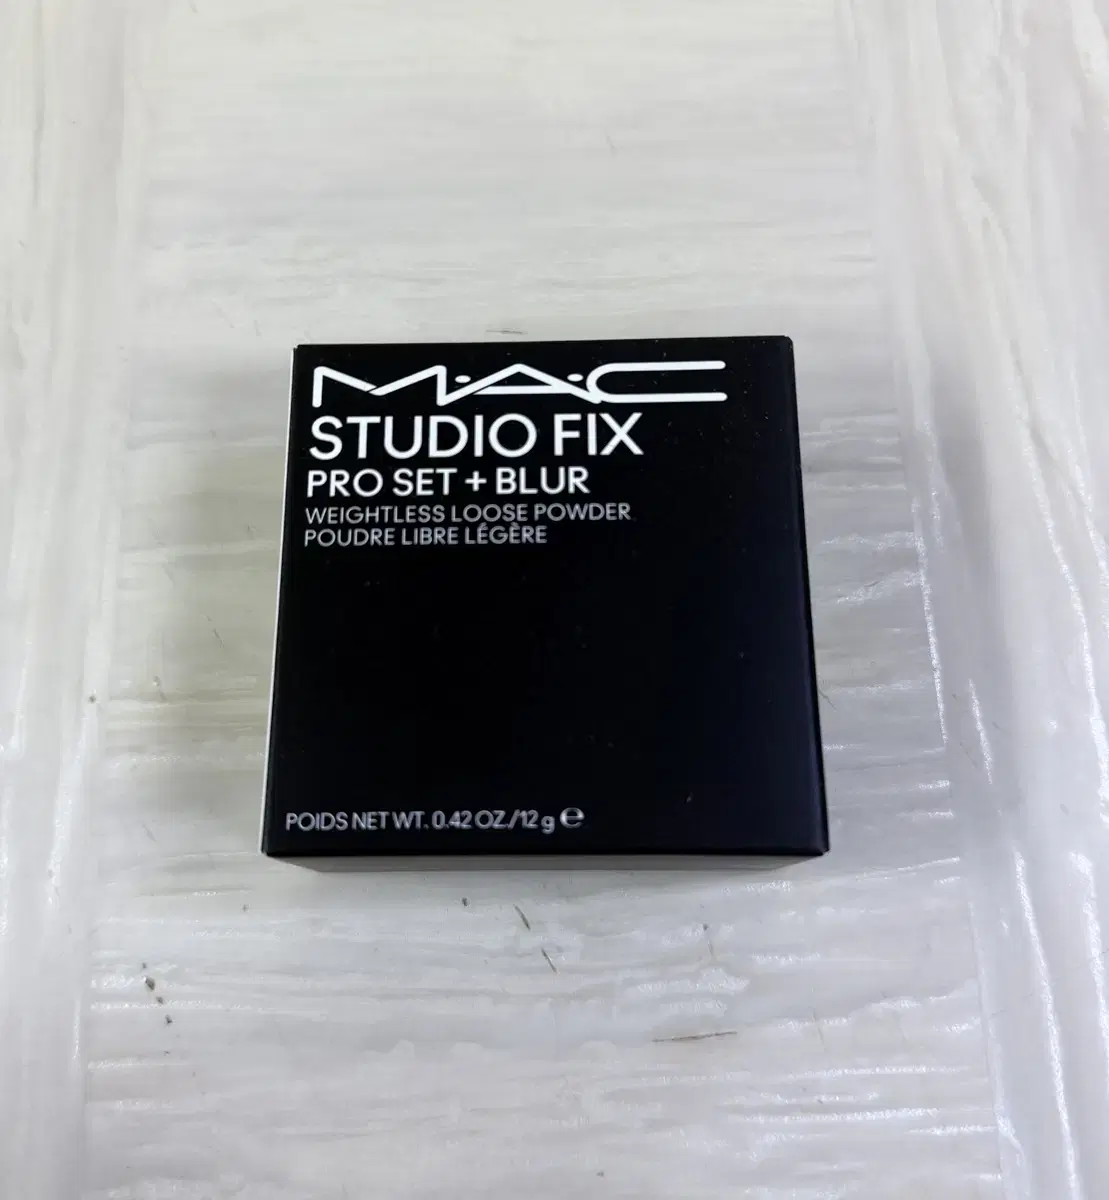 M·A·C
STUDIO FIX
PRO SET + BLUR
WEIGHTLESS LOOSE POWDER
POUDRE LIBRE LÉGÈRE
POIDS NET WT. 0.42 OZ./12 g ℮